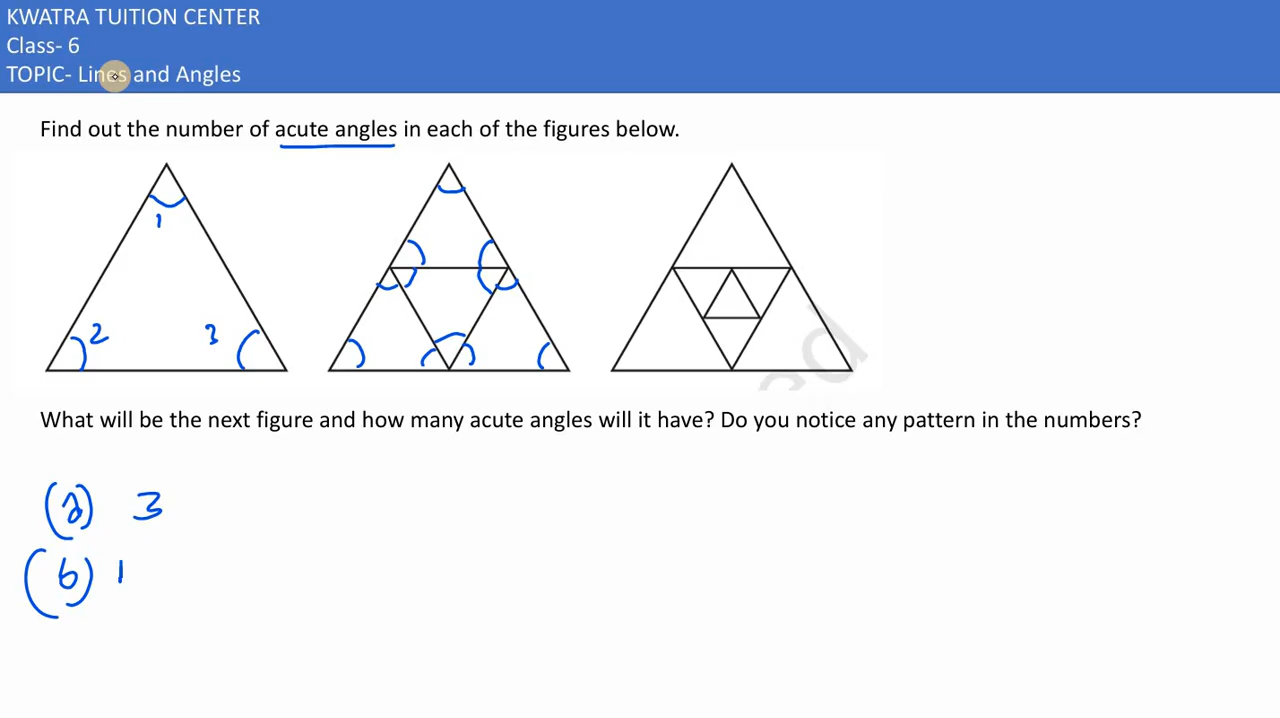 KWATRA TUITION CENTER
Class- 6
TOPIC- Lines and Angles
Find out the number of acute angles in each of the figures below.
1
2 3
What will be the next figure and how many acute angles will it have? Do you notice any pattern in the numbers?
(a) 3
(b) 1